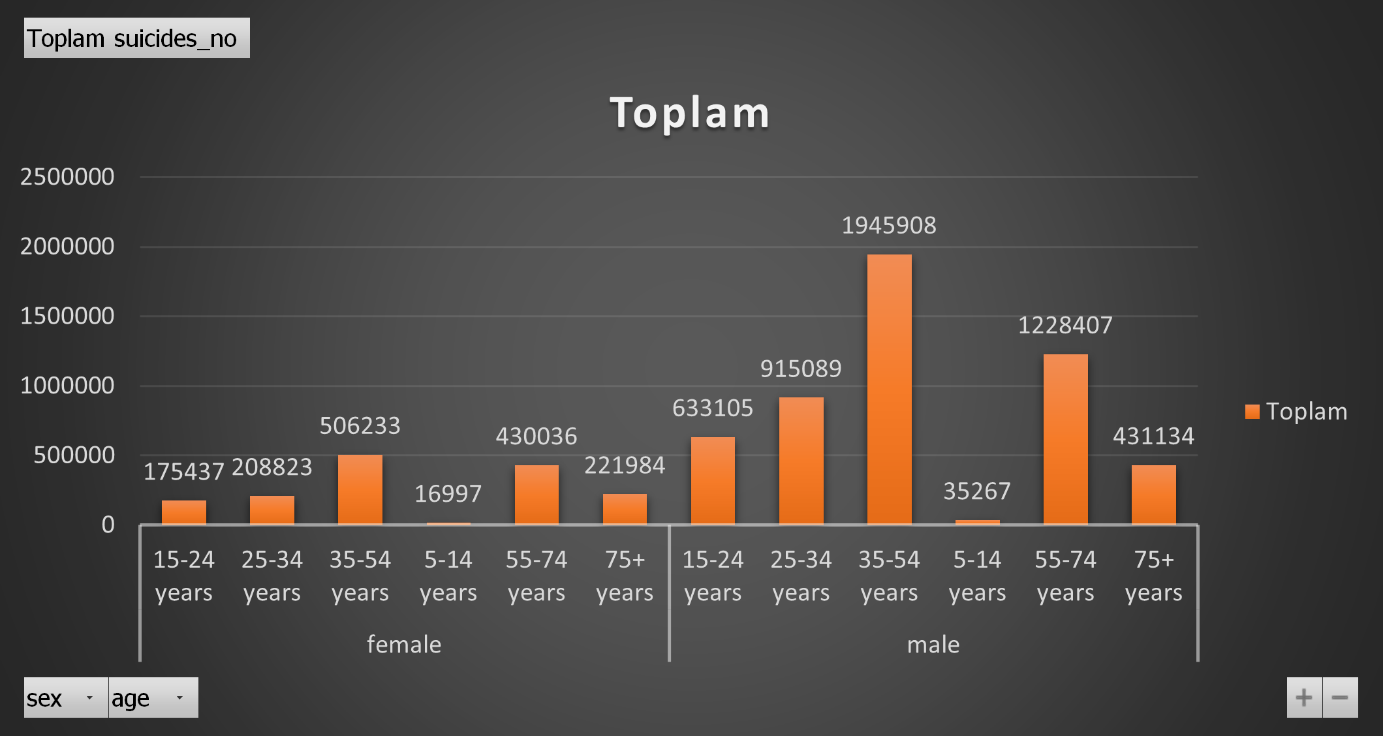 Toplam suicides_no
Toplam
2500000
2000000
1500000
1000000
500000
0
175437
208823
506233
16997
430036
221984
633105
915089
1945908
35267
1228407
431134
Toplam
15-24 25-34 35-54 5-14 55-74 75+ 15-24 25-34 35-54 5-14 55-74 75+
years years years years years years years years years years years years
female male
sex age
+ −